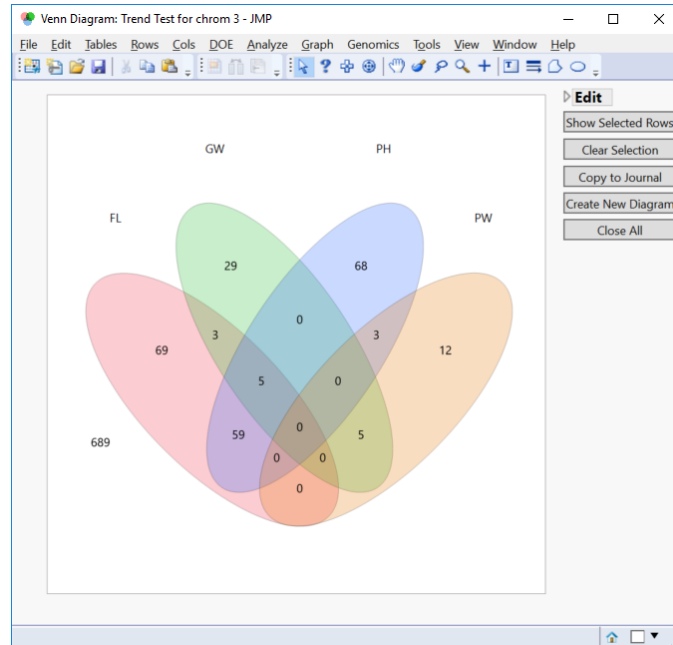 Venn Diagram: Trend Test for chrom 3 - JMP
File Edit Tables Rows Cols DOE Analyze Graph Genomics Tools View Window Help
Edit
Show Selected Rows
Clear Selection
Copy to Journal
Create New Diagram
Close All
GW PH
FL PW
29 68
0
3 3
69 12
5 0
0
59 5
689
0 0
0